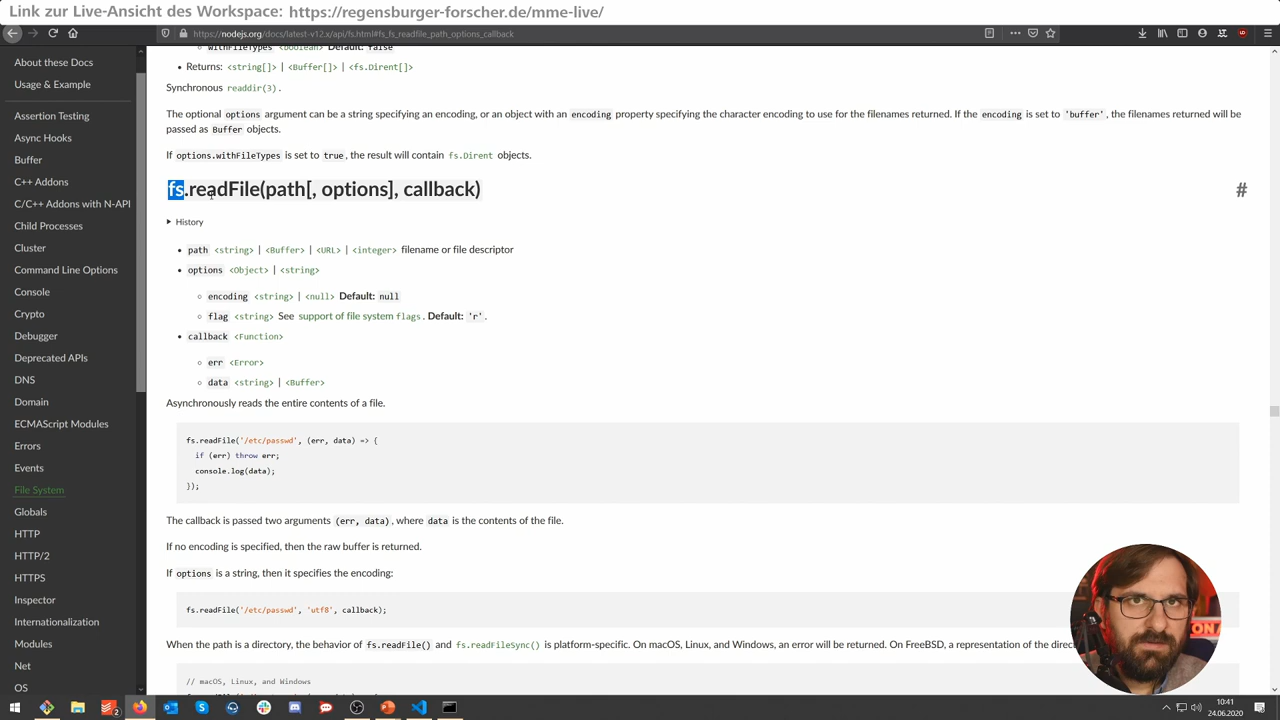 Link zur Live-Ansicht des Workspace: https://regensburger-forscher.de/mme-live/
https://nodejs.org/docs/latest-v12.x/api/fs.html#fs_fs_readfile_path_options_callback
About these Docs
Usage & Example
Assertion Testing
Async Hooks
Buffer
C++ Addons
C/C++ Addons with N-API
Child Processes
Cluster
Command Line Options
Console
Crypto
Debugger
Deprecated APIs
DNS
Domain
ECMAScript Modules
Errors
Events
File System
Globals
HTTP
HTTP/2
HTTPS
Inspector
Internationalization
Modules
Net
OS
withFileTypes <boolean> Default: false
Returns: <string[]> | <Buffer[]> | <fs.Dirent[]>
Synchronous readdir(3).
The optional options argument can be a string specifying an encoding, or an object with an encoding property specifying the character encoding to use for the filenames returned. If the encoding is set to 'buffer', the filenames returned will be
passed as Buffer objects.
If options.withFileTypes is set to true, the result will contain fs.Dirent objects.
fs.readFile(path[, options], callback)
#
History
path <string> | <Buffer> | <URL> | <integer> filename or file descriptor
options <Object> | <string>
encoding <string> | <null> Default: null
flag <string> See support of file system flags. Default: 'r'.
callback <Function>
err <Error>
data <string> | <Buffer>
Asynchronously reads the entire contents of a file.
fs.readFile('/etc/passwd', (err, data) => {
if (err) throw err;
console.log(data);
});
The callback is passed two arguments (err, data), where data is the contents of the file.
If no encoding is specified, then the raw buffer is returned.
If options is a string, then it specifies the encoding:
fs.readFile('/etc/passwd', 'utf8', callback);
When the path is a directory, the behavior of fs.readFile() and fs.readFileSync() is platform-specific. On macOS, Linux, and Windows, an error will be returned. On FreeBSD, a representation of the
// macOS, Linux, and Windows
ON
10:41
24.06.2020